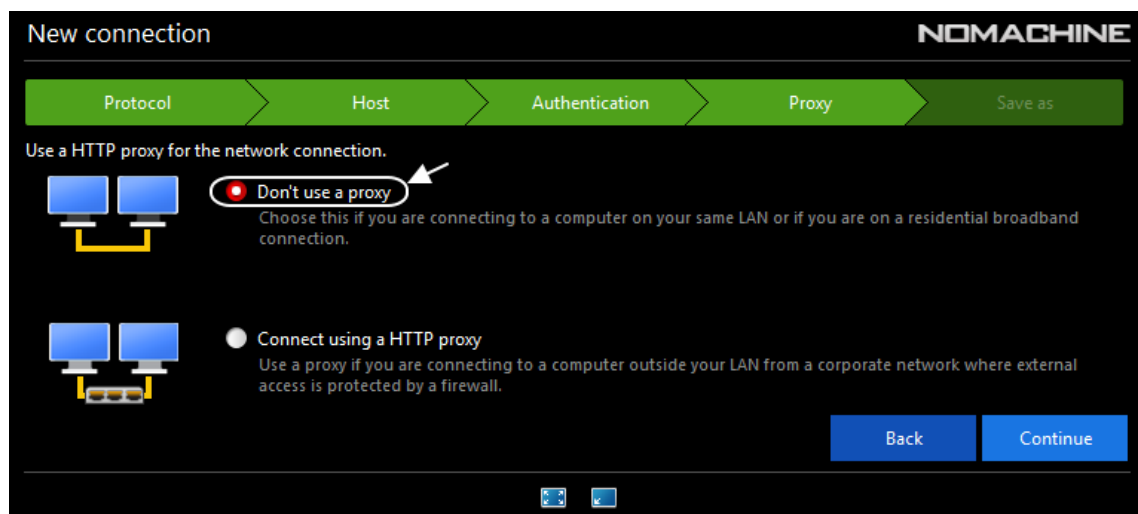 New connection
NOMACHINE
Protocol
Host
Authentication
Proxy
Save as
Use a HTTP proxy for the network connection.
Don't use a proxy
Choose this if you are connecting to a computer on your same LAN or if you are on a residential broadband
connection.
Connect using a HTTP proxy
Use a proxy if you are connecting to a computer outside your LAN from a corporate network where external
access is protected by a firewall.
Back
Continue